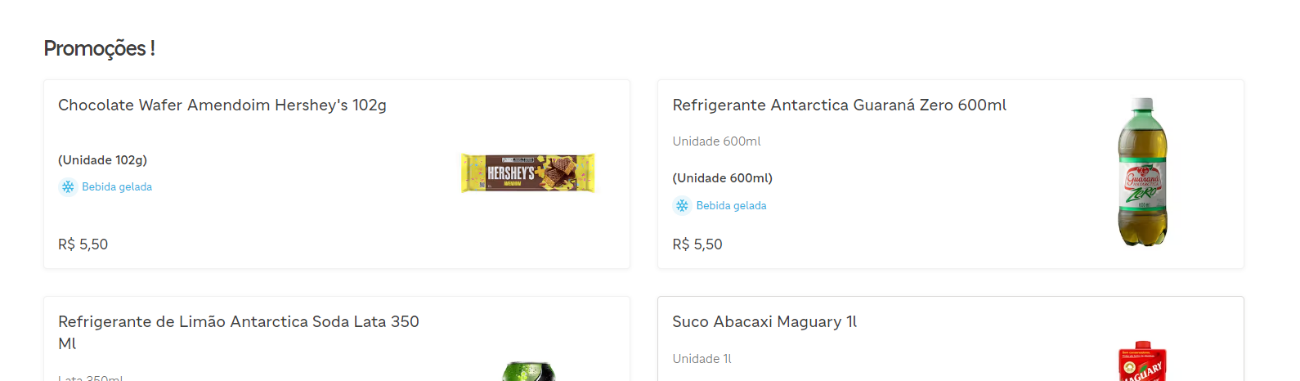 Promoções !
Chocolate Wafer Amendoim Hershey's 102g
(Unidade 102g)
Bebida gelada
R$ 5,50
HERSHEY'S
Refrigerante Antarctica Guaraná Zero 600ml
Unidade 600ml
(Unidade 600ml)
Bebida gelada
R$ 5,50
Guaraná
ZERO
Refrigerante de Limão Antarctica Soda Lata 350
Ml
Lata 350ml
Suco Abacaxi Maguary 1l
Unidade 1l
MAGUARY